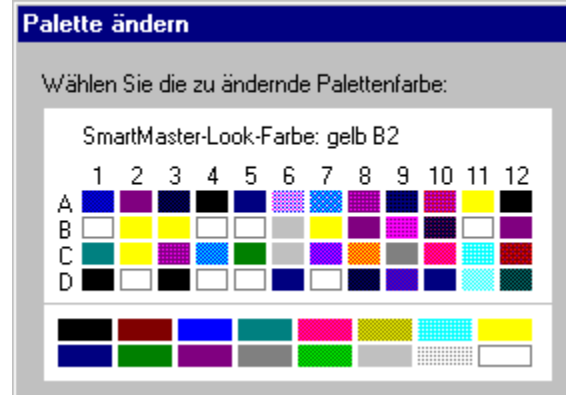 Palette ändern
Wählen Sie die zu ändernde Palettenfarbe:
SmartMaster-Look-Farbe: gelb B2
1 2 3 4 5 6 7 8 9 10 11 12
A
B
C
D